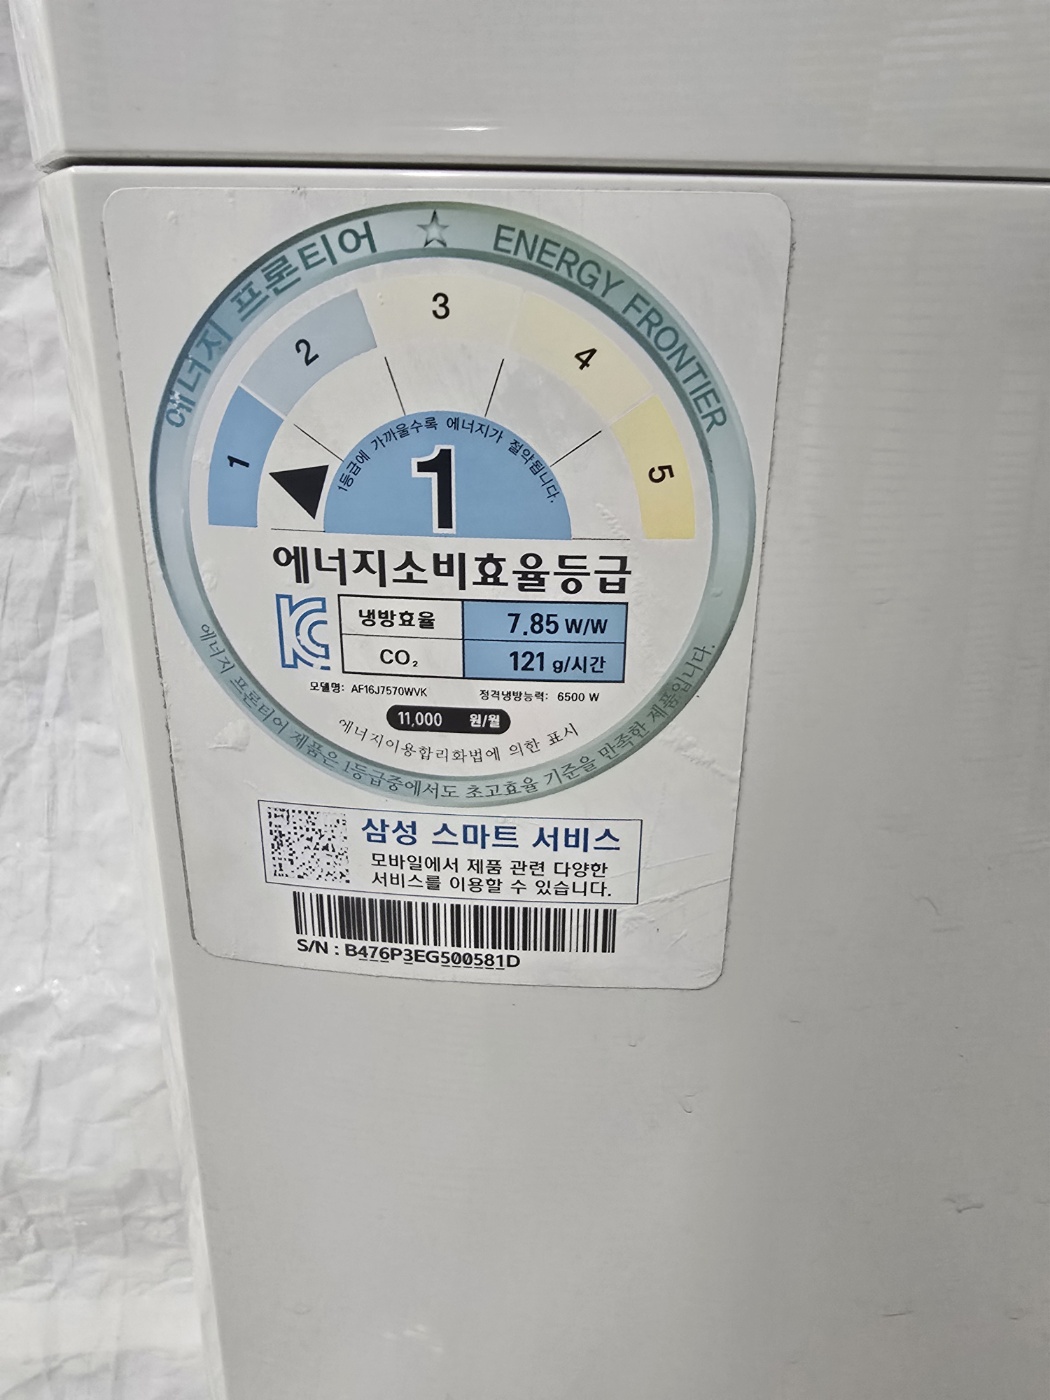 에너지 프론티어 ☆ ENERGY FRONTIER
1 2 3 4 5
1등급에 가까울수록 에너지가 절약됩니다.
1
에너지소비효율등급
냉방효율 7.85 W/W
CO₂ 121 g/시간
모델명: AF16J7570WVK 정격냉방능력: 6500 W
11,000 원/월
에너지이용합리화법에 의한 표시
에너지 프론티어 제품은 1등급중에서도 초고효율 기준을 만족한 제품입니다.
삼성 스마트 서비스
모바일에서 제품 관련 다양한
서비스를 이용할 수 있습니다.
S/N : B476P3EG500581D